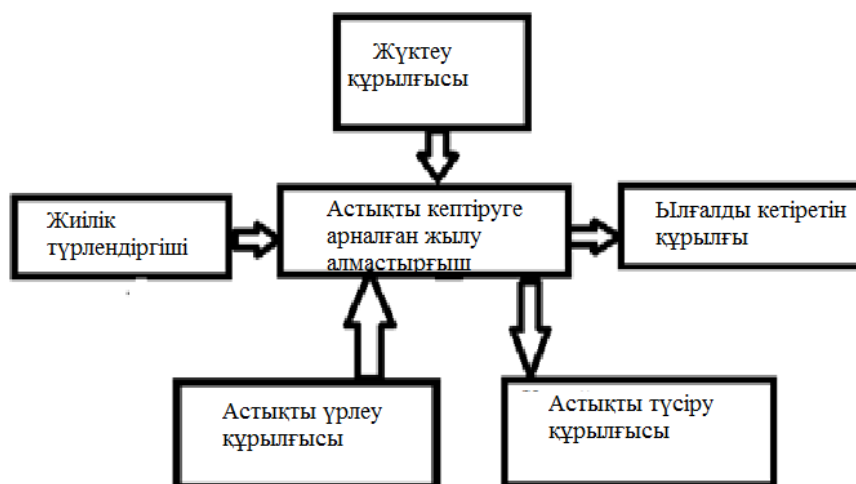 Жүктеу
құрылғысы
Жиілік
түрлендіргіші
Астықты кептіруге
арналған жылу
алмастырғыш
Ылғалды кетіретін
құрылғы
Астықты үрлеу
құрылғысы
Астықты түсіру
құрылғысы